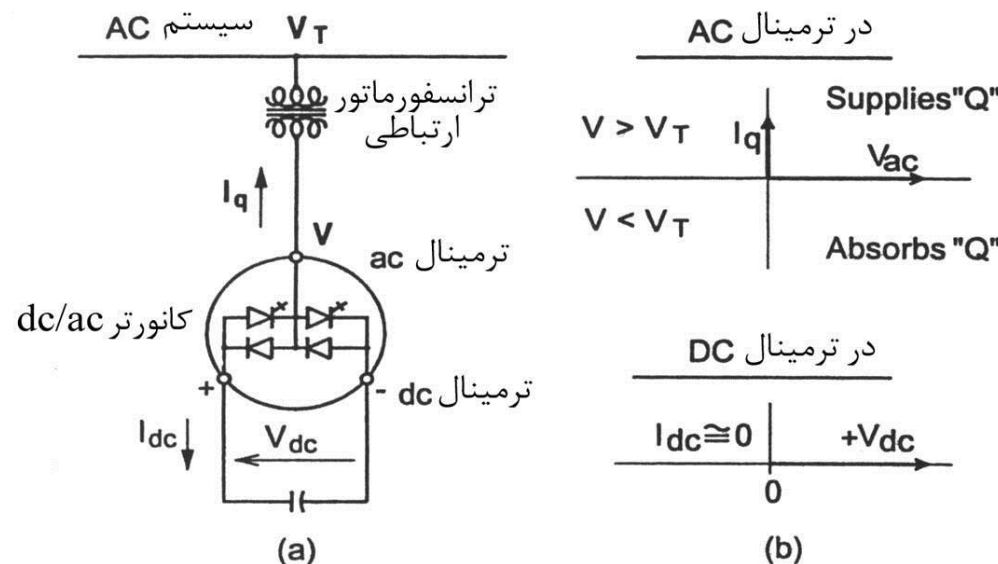 سیستم AC V_T
ترانسفورماتور
ارتباطی
I_q
V
ترمینال ac
کانورتر dc/ac
+
- ترمینال dc
I_dc
V_dc
(a)
در ترمینال AC
Supplies"Q"
V > V_T
I_q
V_ac
V < V_T
Absorbs "Q"
در ترمینال DC
I_dc≅0
+V_dc
0
(b)